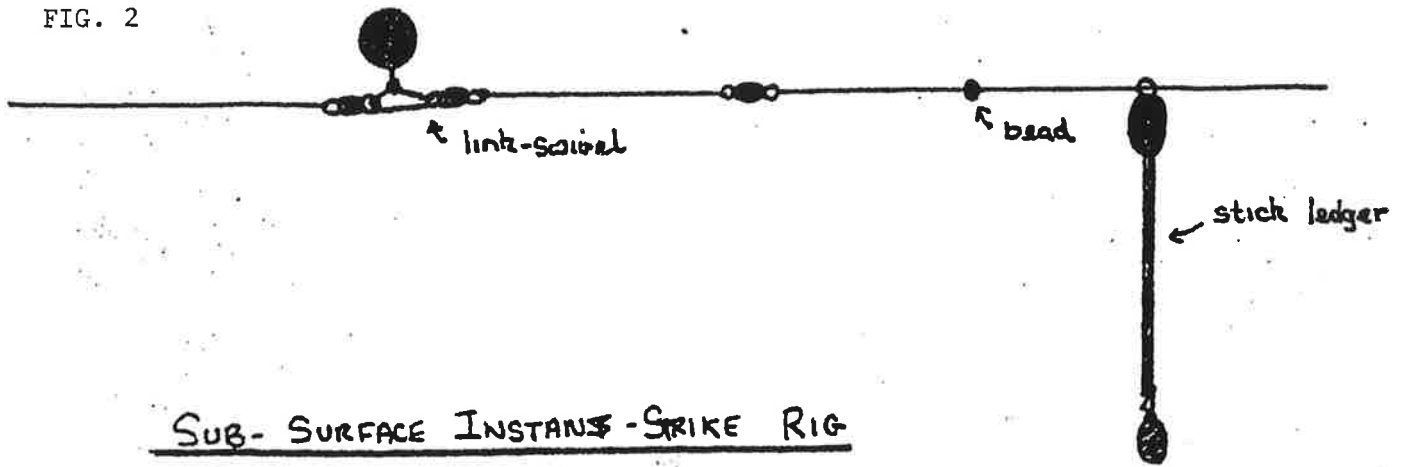 FIG. 2
link-swivel
bead
stick ledger
SUB-SURFACE INSTANT-STRIKE RIG